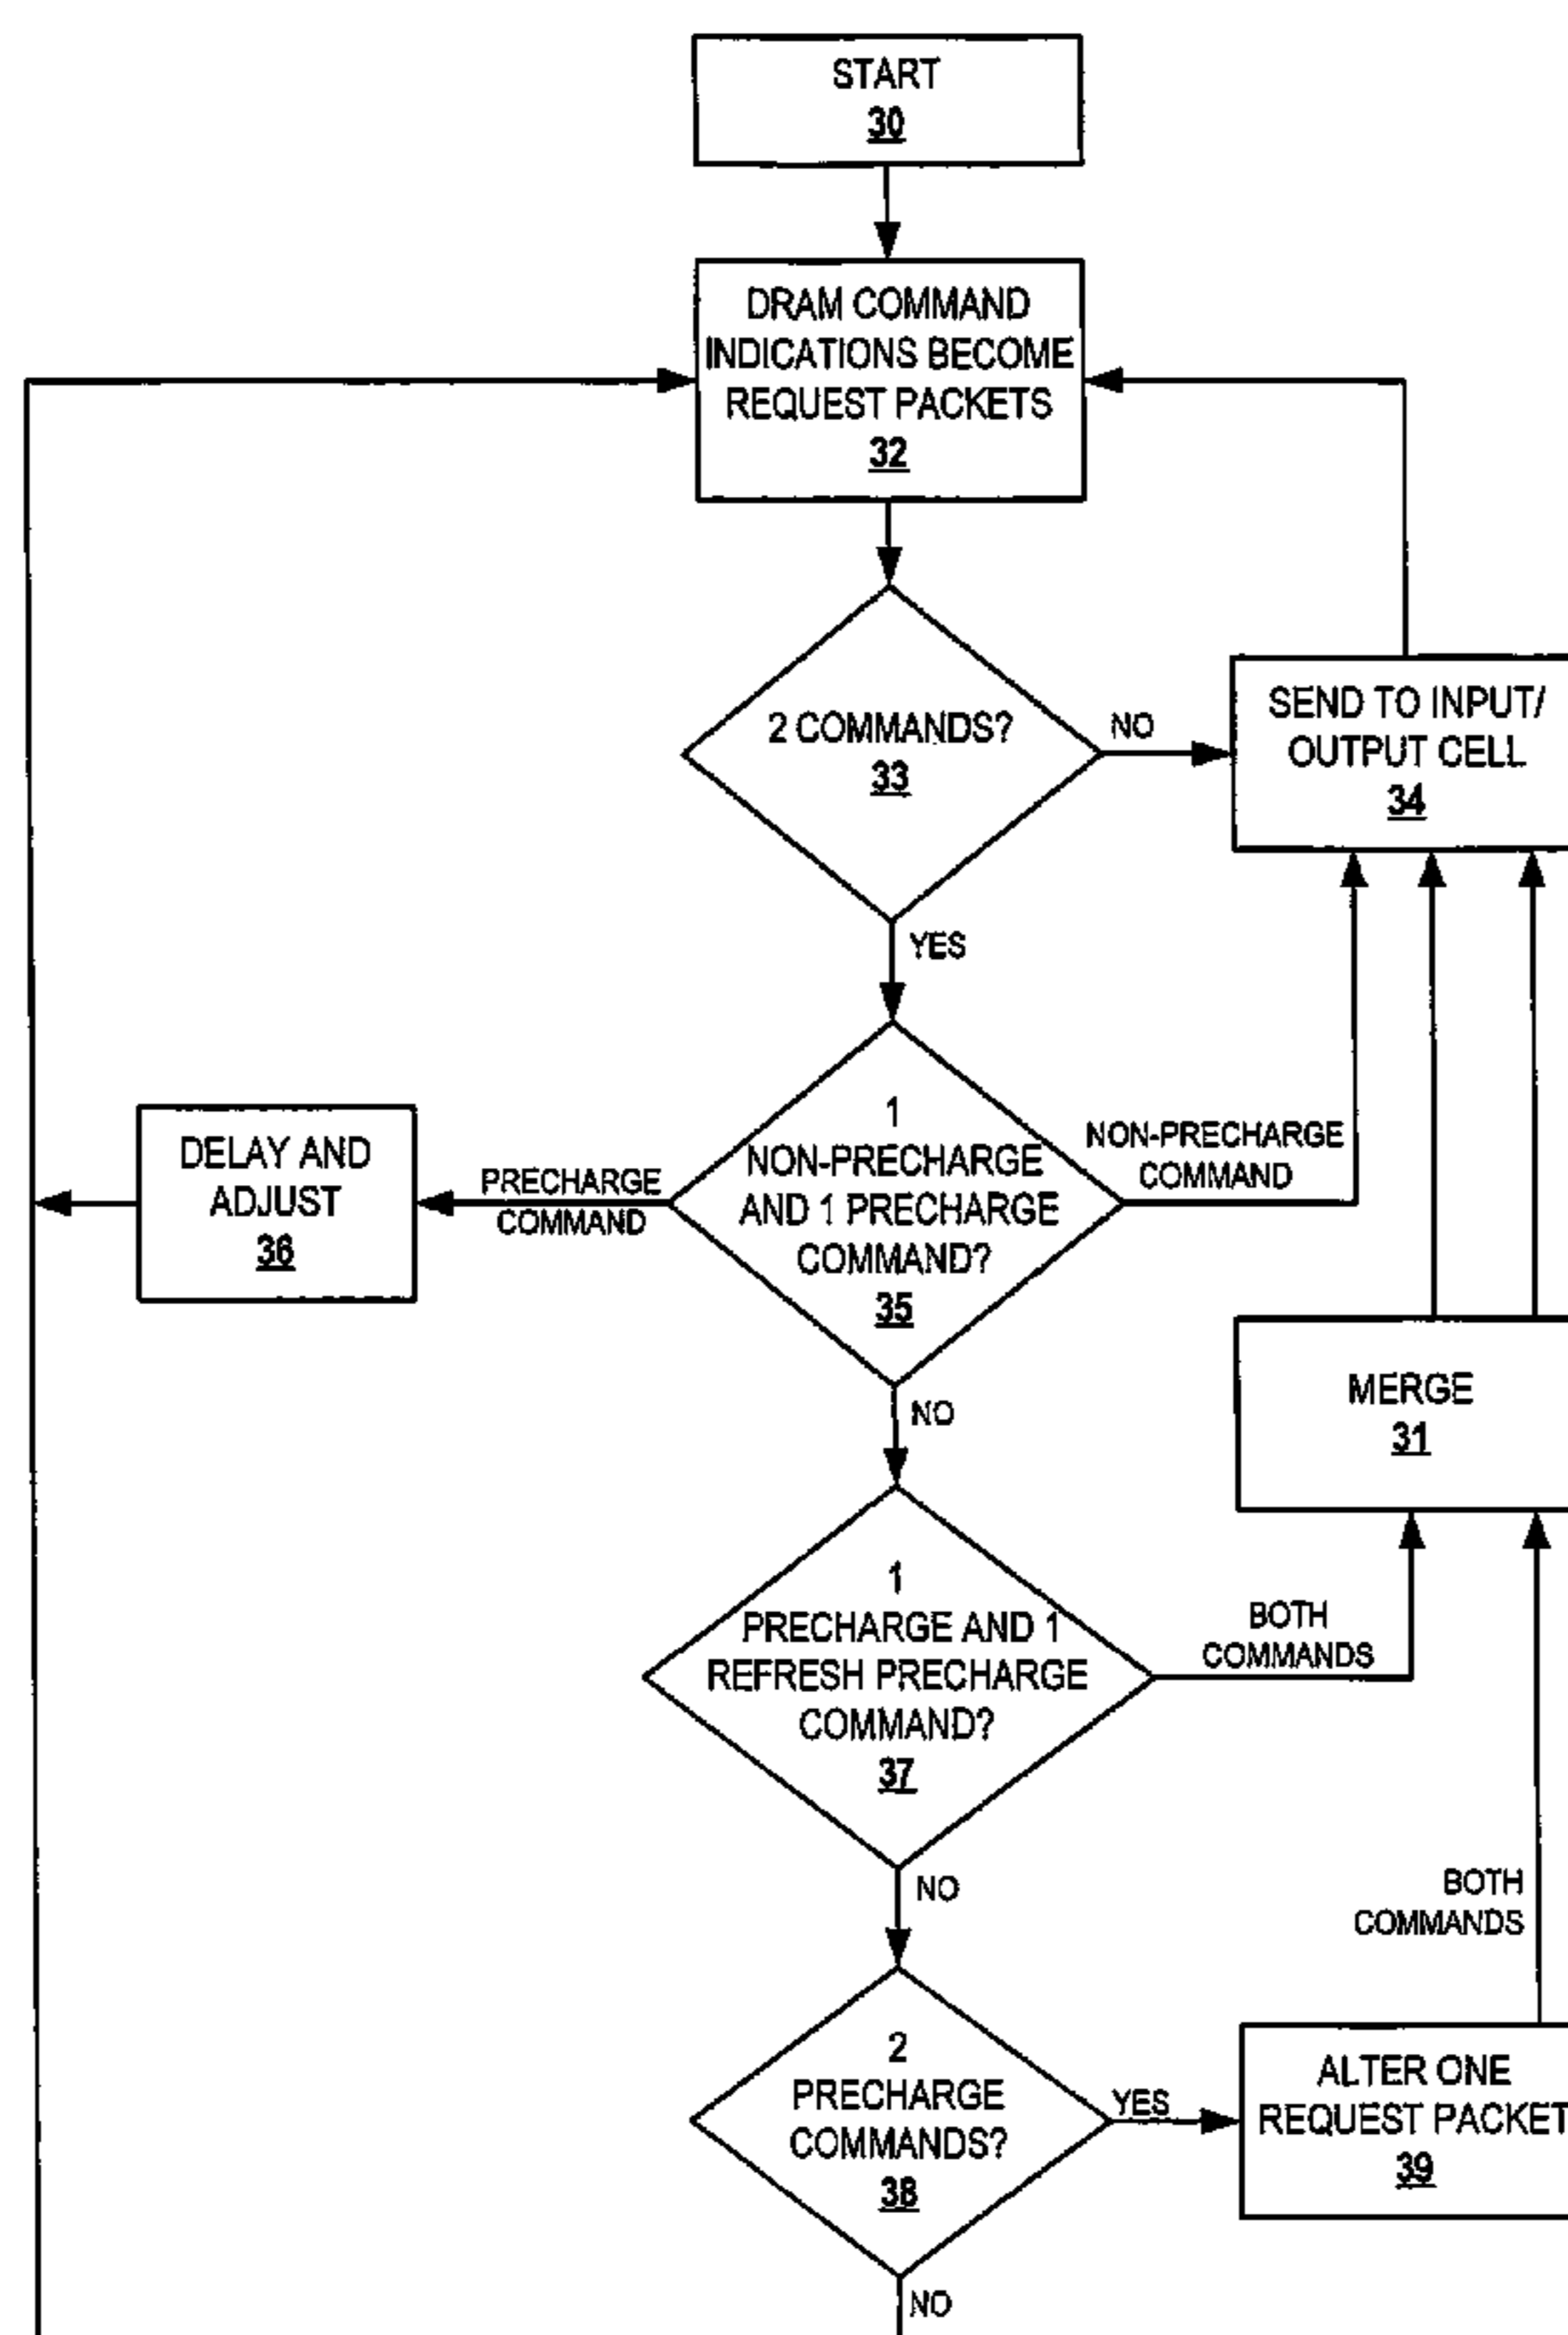 START
30
DRAM COMMAND
INDICATIONS BECOME
REQUEST PACKETS
32
2 COMMANDS?
33
NO
SEND TO INPUT/
OUTPUT CELL
34
YES
1
NON-PRECHARGE
AND 1 PRECHARGE
COMMAND?
35
NON-PRECHARGE
COMMAND
PRECHARGE
COMMAND
DELAY AND
ADJUST
36
NO
MERGE
31
1
PRECHARGE AND 1
REFRESH PRECHARGE
COMMAND?
37
BOTH
COMMANDS
NO
BOTH
COMMANDS
2
PRECHARGE
COMMANDS?
38
YES
ALTER ONE
REQUEST PACKET
39
NO